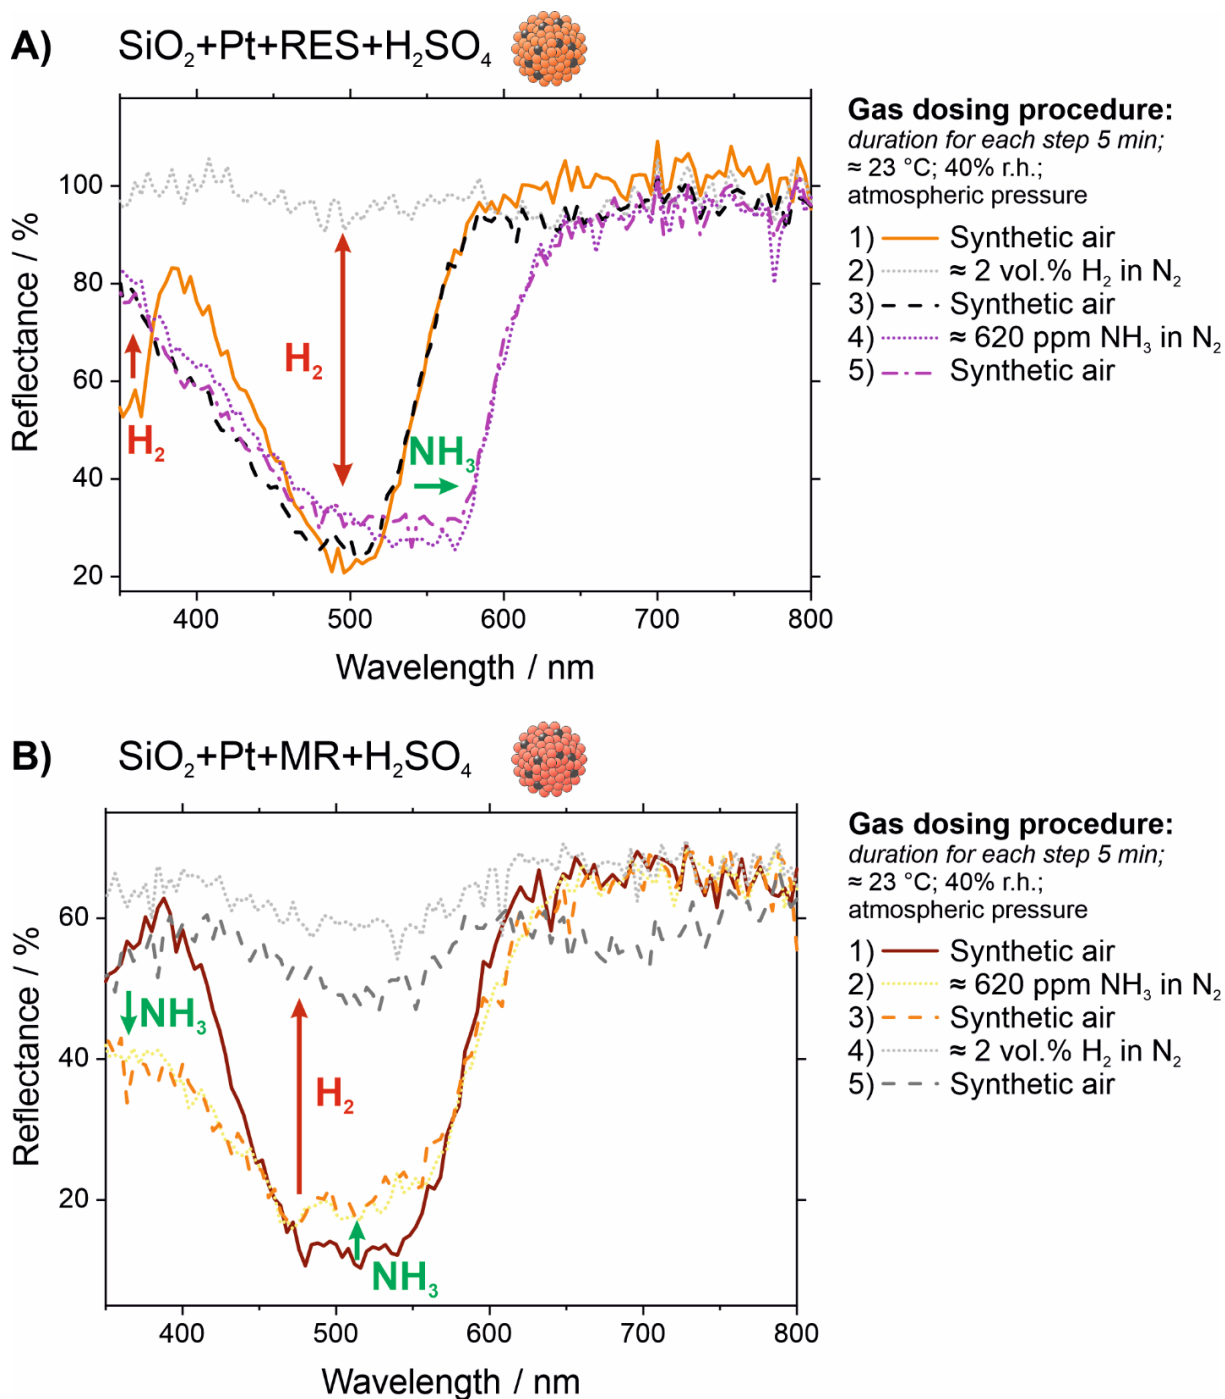 A) SiO₂+Pt+RES+H₂SO₄
Reflectance / %
100
80
60
40
20
H₂
H₂
NH₃
400 500 600 700 800
Wavelength / nm
Gas dosing procedure:
duration for each step 5 min;
≈ 23 °C; 40% r.h.;
atmospheric pressure
1) Synthetic air
2) ≈ 2 vol.% H₂ in N₂
3) Synthetic air
4) ≈ 620 ppm NH₃ in N₂
5) Synthetic air
B) SiO₂+Pt+MR+H₂SO₄
Reflectance / %
60
40
20
NH₃
H₂
NH₃
400 500 600 700 800
Wavelength / nm
Gas dosing procedure:
duration for each step 5 min;
≈ 23 °C; 40% r.h.;
atmospheric pressure
1) Synthetic air
2) ≈ 620 ppm NH₃ in N₂
3) Synthetic air
4) ≈ 2 vol.% H₂ in N₂
5) Synthetic air